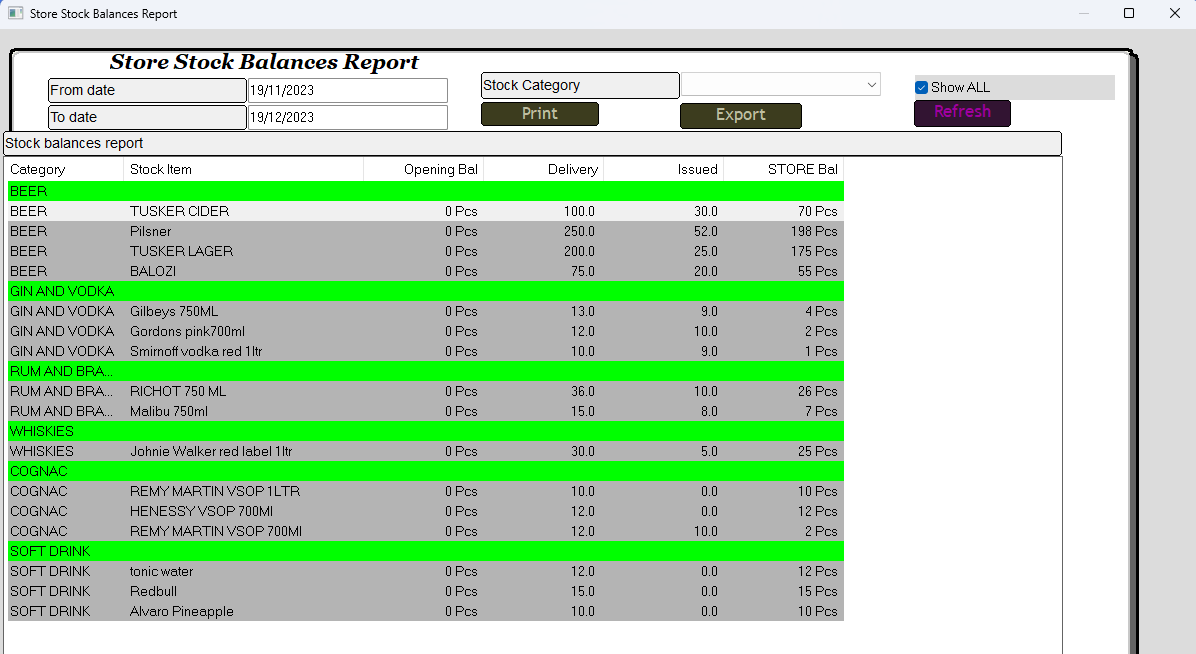 Store Stock Balances Report
Store Stock Balances Report
From date 19/11/2023 Stock Category Show ALL
To date 19/12/2023 Print Export Refresh
Stock balances report
Category Stock Item Opening Bal Delivery Issued STORE Bal
BEER
BEER TUSKER CIDER 0 Pcs 100.0 30.0 70 Pcs
BEER Pilsner 0 Pcs 250.0 52.0 198 Pcs
BEER TUSKER LAGER 0 Pcs 200.0 25.0 175 Pcs
BEER BALOZI 0 Pcs 75.0 20.0 55 Pcs
GIN AND VODKA
GIN AND VODKA Gilbeys 750ML 0 Pcs 13.0 9.0 4 Pcs
GIN AND VODKA Gordons pink700ml 0 Pcs 12.0 10.0 2 Pcs
GIN AND VODKA Smirnoff vodka red 1ltr 0 Pcs 10.0 9.0 1 Pcs
RUM AND BRA...
RUM AND BRA... RICHOT 750 ML 0 Pcs 36.0 10.0 26 Pcs
RUM AND BRA... Malibu 750ml 0 Pcs 15.0 8.0 7 Pcs
WHISKIES
WHISKIES Johnie Walker red label 1ltr 0 Pcs 30.0 5.0 25 Pcs
COGNAC
COGNAC REMY MARTIN VSOP 1LTR 0 Pcs 10.0 0.0 10 Pcs
COGNAC HENESSY VSOP 700Ml 0 Pcs 12.0 0.0 12 Pcs
COGNAC REMY MARTIN VSOP 700Ml 0 Pcs 12.0 10.0 2 Pcs
SOFT DRINK
SOFT DRINK tonic water 0 Pcs 12.0 0.0 12 Pcs
SOFT DRINK Redbull 0 Pcs 15.0 0.0 15 Pcs
SOFT DRINK Alvaro Pineapple 0 Pcs 10.0 0.0 10 Pcs